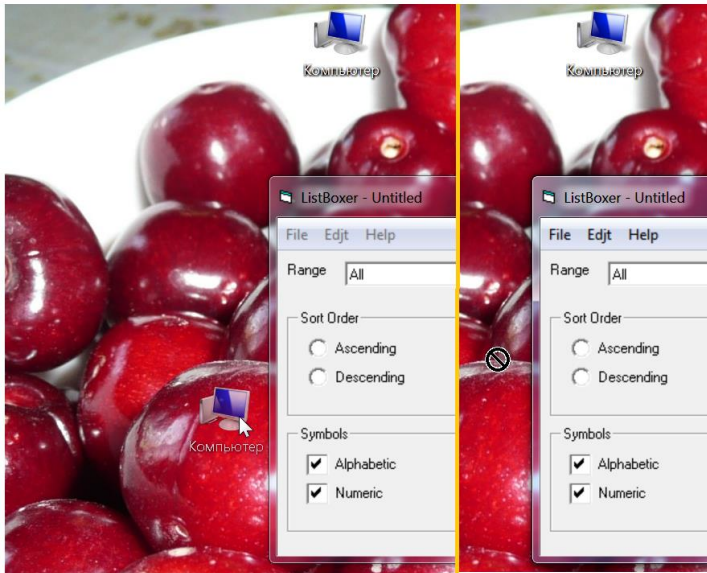 Компьютер
ListBoxer - Untitled
File Edjt Help
Range All
Sort Order
Ascending
Descending
Компьютер
Symbols
Alphabetic
Numeric
Компьютер
ListBoxer - Untitled
File Edjt Help
Range All
Sort Order
Ascending
Descending
Symbols
Alphabetic
Numeric